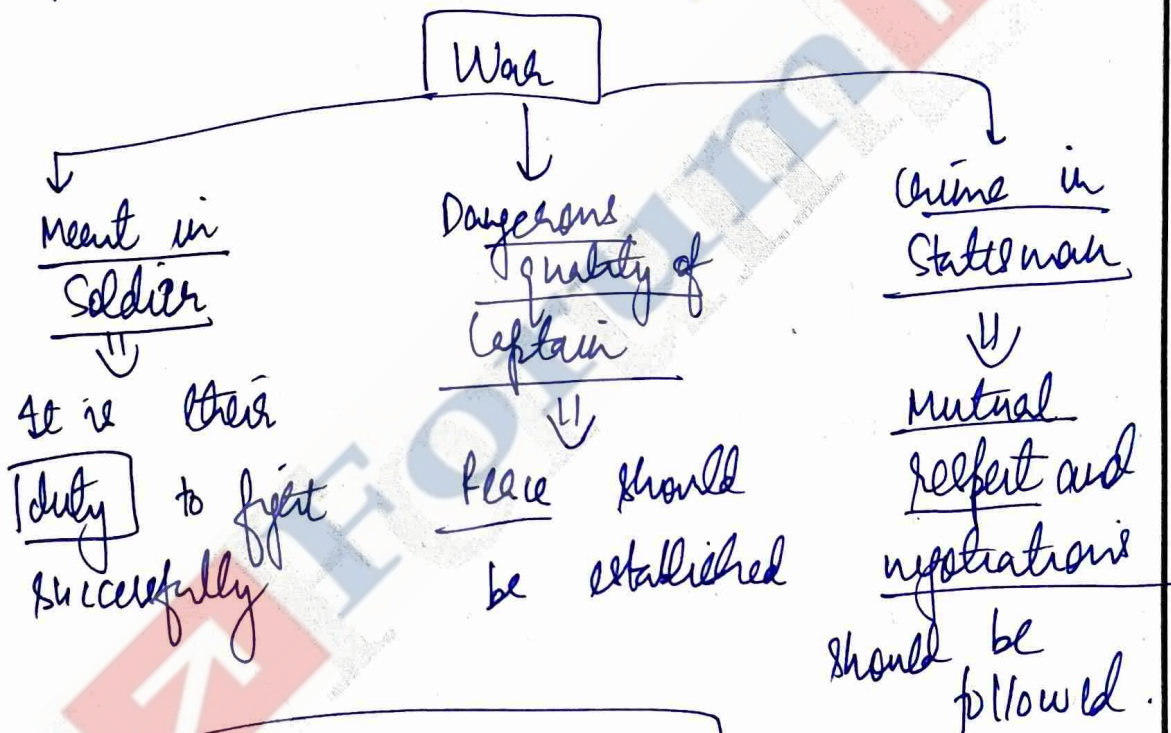 War
Merit in
Soldier
It is their
duty to fight
successfully
Dangerous
quality of
Captain
Peace should
be established
Crime in
Statesman
Mutual
respect and
negotiations
should be
followed.
Forum